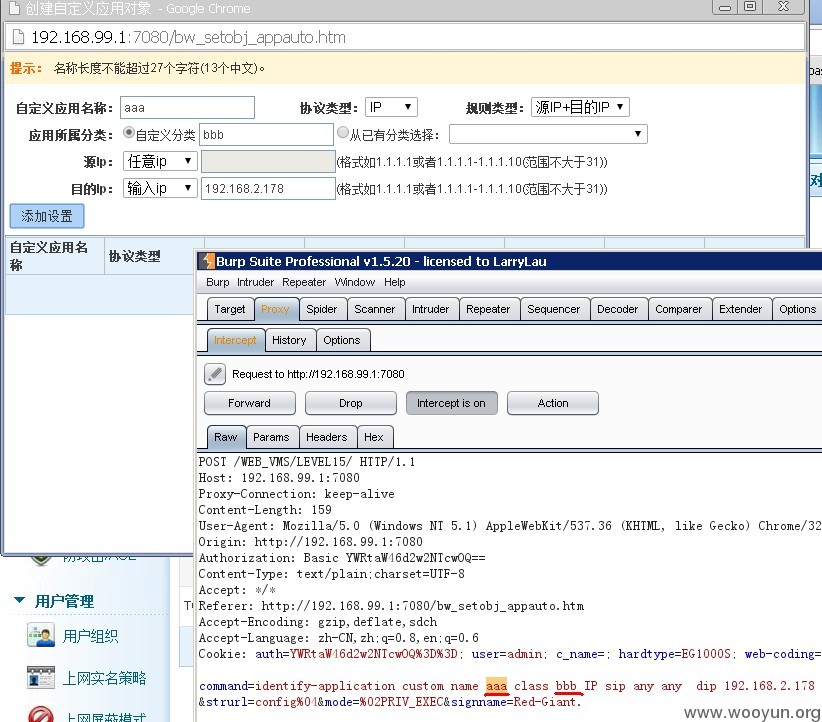 创建自定义应用对象 - Google Chrome
192.168.99.1:7080/bw_setobj_appauto.htm
提示： 名称长度不能超过27个字符(13个中文)。
自定义应用名称: aaa 协议类型: IP 规则类型: 源IP+目的IP
应用所属分类: 自定义分类 bbb 从已有分类选择:
源Ip: 任意ip (格式如1.1.1.1或者1.1.1.1-1.1.1.10(范围不大于31))
目的Ip: 输入ip 192.168.2.178 (格式如1.1.1.1或者1.1.1.1-1.1.1.10(范围不大于31))
添加设置
自定义应用名称 协议类型
Burp Suite Professional v1.5.20 - licensed to LarryLau
Burp Intruder Repeater Window Help
Target Proxy Spider Scanner Intruder Repeater Sequencer Decoder Comparer Extender Options
Intercept History Options
Request to http://192.168.99.1:7080
Forward Drop Intercept is on Action
Raw Params Headers Hex
POST /WEB_VMS/LEVEL15/ HTTP/1.1
Host: 192.168.99.1:7080
Proxy-Connection: keep-alive
Content-Length: 159
User-Agent: Mozilla/5.0 (Windows NT 5.1) AppleWebKit/537.36 (KHTML, like Gecko) Chrome/32
Origin: http://192.168.99.1:7080
Authorization: Basic YWRtaW46d2w2NTcwOQ==
Content-Type: text/plain;charset=UTF-8
Accept: */*
Referer: http://192.168.99.1:7080/bw_setobj_appauto.htm
Accept-Encoding: gzip,deflate,sdch
Accept-Language: zh-CN,zh;q=0.8,en;q=0.6
Cookie: auth=YWRtaW46d2w2NTcwOQ%3D%3D; user=admin; c_name=; hardtype=EG1000S; web-coding=
command=identify-application custom name aaa class bbb IP sip any any dip 192.168.2.178
&strurl=config%04&mode=%02PRIV_EXEC&signname=Red-Giant.
用户管理
用户组织
上网实名策略
上网屏蔽模式
www.wooyun.org